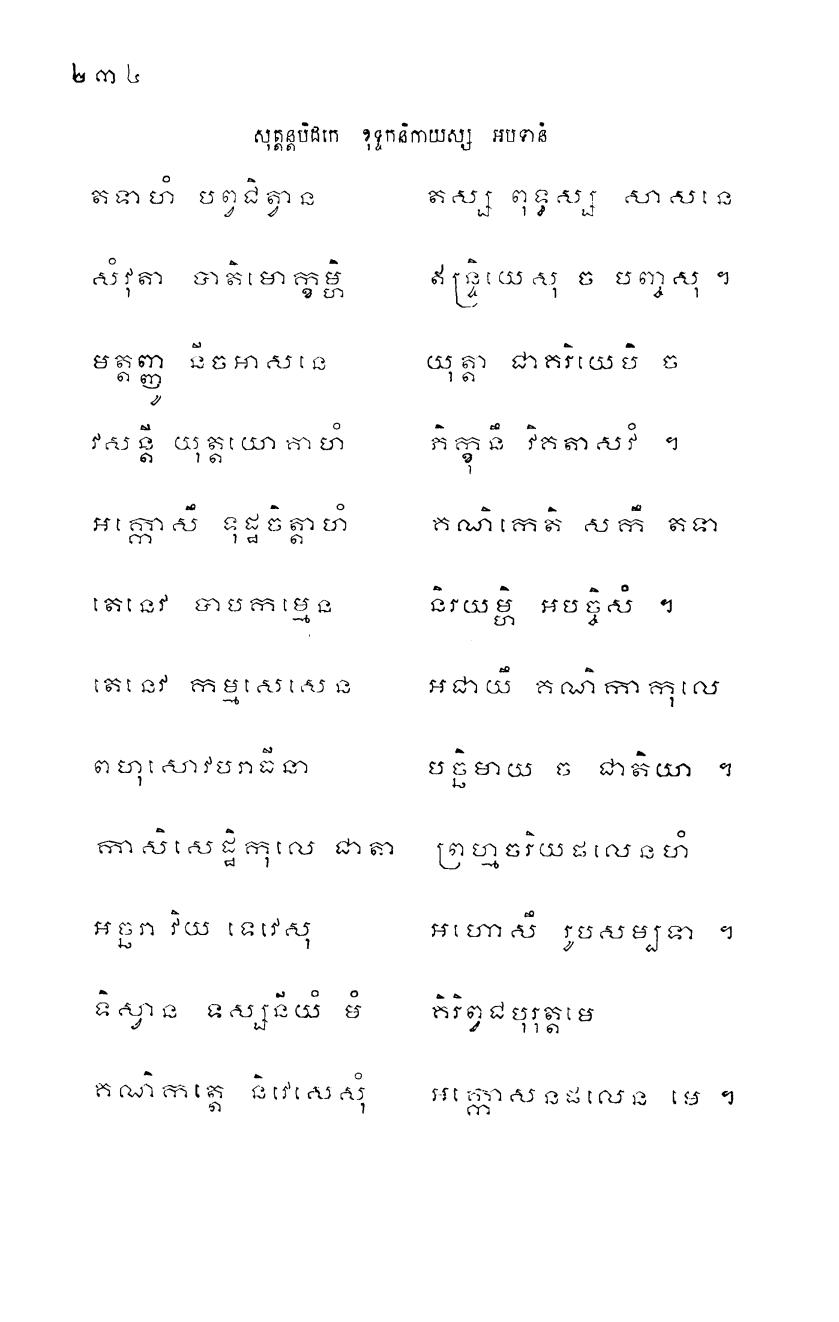 ២៣៤
សុត្តន្តបិដកេ ខុទ្ទកនិកាយស្ស អបទានំ
តទាហំ បព្វជិត្វាន តស្ស ពុទ្ធស្ស សាសនេ
សំវុតា បាតិមោក្ខម្ហិ ឥន្ទ្រិយេសុ ច បញ្ចសុ ។
មត្តញ្ញូ នីចអាសនេ យុត្តា ជាគរិយេបិ ច
វសន្តី យុត្តយោគាហំ ភិក្ខុនឹ វិគតាសវំ ។
អក្កោសឹ ទុដ្ឋចិត្តាហំ គណិកេតិ សកឹ តទា
តេនេវ បាបកម្មេន និរយម្ហិ អបច្ចិសំ ។
តេនេវ កម្មសេសេន អជាយឹ គណិកាកុលេ
ពហុសោវបរាធីនា បច្ឆិមាយ ច ជាតិយា ។
កាសិសេដ្ឋិកុលេ ជាតា ព្រហ្មចរិយផលេនហំ
អច្ឆរា វិយ ទេវេសុ អហោសឹ រូបសម្បទា ។
ទិស្វាន ទស្សនីយំ មំ គិរិព្វជបុរុត្តមេ
គណិកត្តេ និវេសេសុំ អក្កោសនផលេន មេ ។